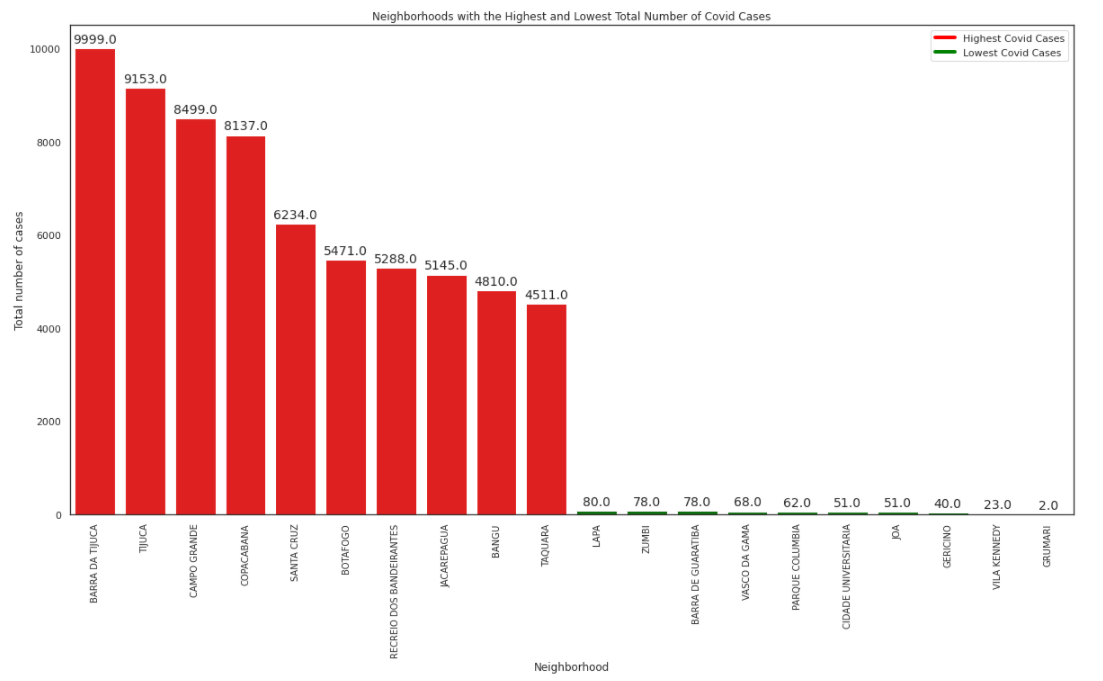 Neighborhoods with the Highest and Lowest Total Number of Covid Cases
Highest Covid Cases
Lowest Covid Cases
Total number of cases
10000
8000
6000
4000
2000
0
9999.0
9153.0
8499.0
8137.0
6234.0
5471.0
5288.0
5145.0
4810.0
4511.0
80.0
78.0
78.0
68.0
62.0
51.0
51.0
40.0
23.0
2.0
BARRA DA TIJUCA
TIJUCA
CAMPO GRANDE
COPACABANA
SANTA CRUZ
BOTAFOGO
RECREIO DOS BANDEIRANTES
JACAREPAGUA
BANGU
TAQUARA
LAPA
ZUMBI
BARRA DE GUARATIBA
VASCO DA GAMA
PARQUE COLUMBIA
CIDADE UNIVERSITARIA
JOA
GERICINO
VILA KENNEDY
GRUMARI
Neighborhood